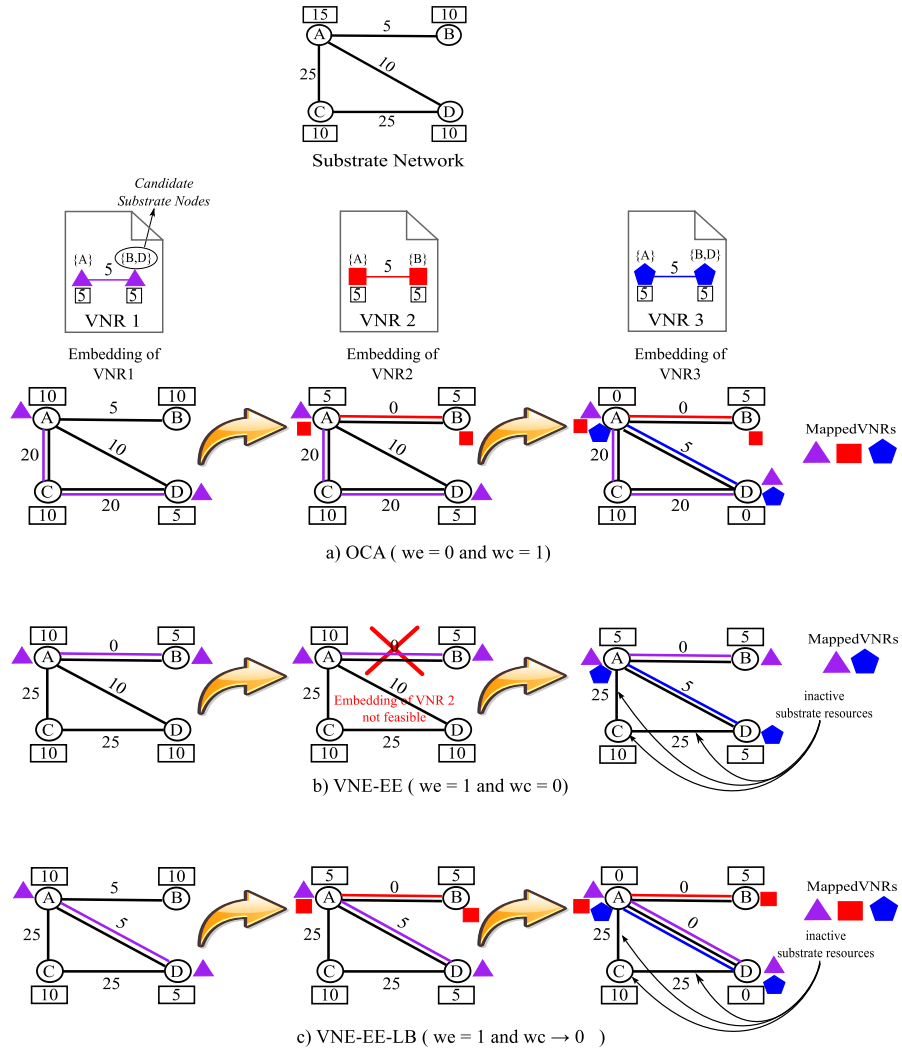 15 10
A 5 B
10
25
C D
10 25 10
Substrate Network
Candidate
Substrate Nodes
{A} {B,D}
5
5 5
VNR 1
{A} {B}
5
5 5
VNR 2
{A} {B,D}
5
5 5
VNR 3
Embedding of
VNR1
Embedding of
VNR2
Embedding of
VNR3
10 10
A 5 B
10
20
C D
20
10 5
5 5
A 0 B
10
20
C D
20
10 5
0 5
A 0 B
5
20
C D
20
10 0
MappedVNRs
a) OCA ( we = 0 and wc = 1)
10 5
A 0 B
10
25
C D
25
10 10
10 5
A 0 B
10
25
Embedding of VNR 2
not feasible
C D
25
10 10
5 5
A 0 B
5
25
C D
25
10 5
MappedVNRs
inactive
substrate resources
b) VNE-EE ( we = 1 and wc = 0)
10 10
A 5 B
5
25
C D
25
10 5
5 5
A 0 B
5
25
C D
25
10 5
0 5
A 0 B
0
25
C D
25
10 0
MappedVNRs
inactive
substrate resources
c) VNE-EE-LB ( we = 1 and wc → 0 )